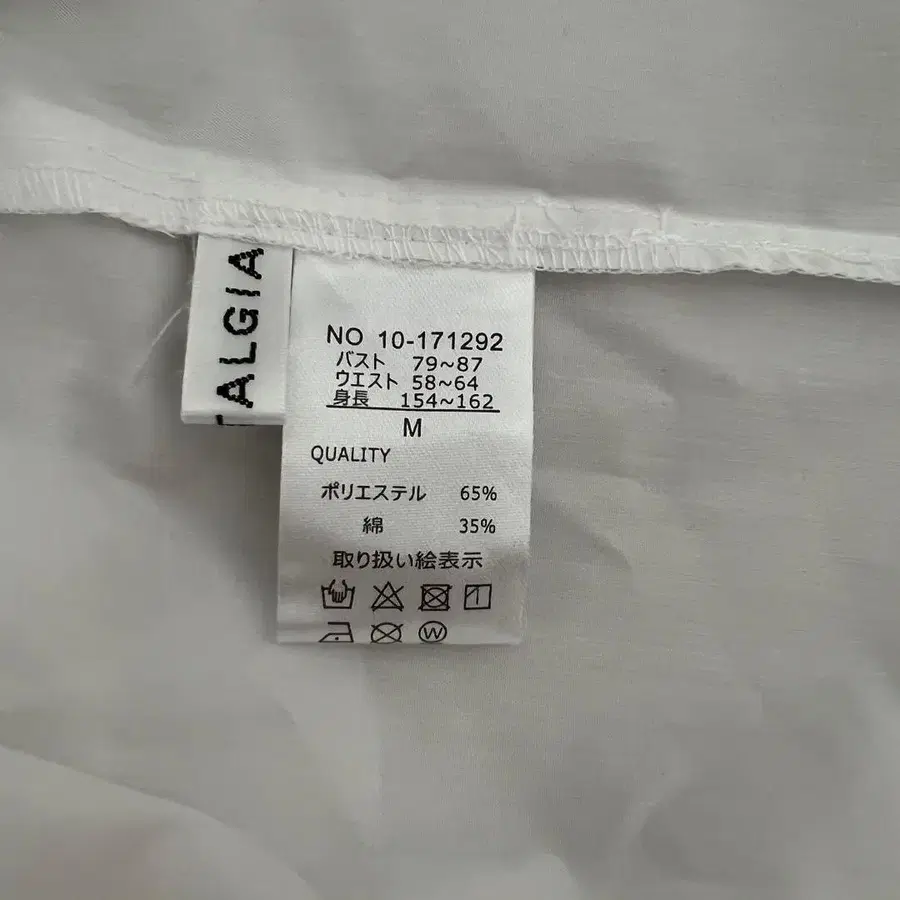 TALGIA
NO 10-171292
バスト 79~87
ウエスト 58~64
身長 154~162
M
QUALITY
ポリエステル 65%
綿 35%
取り扱い絵表示
W